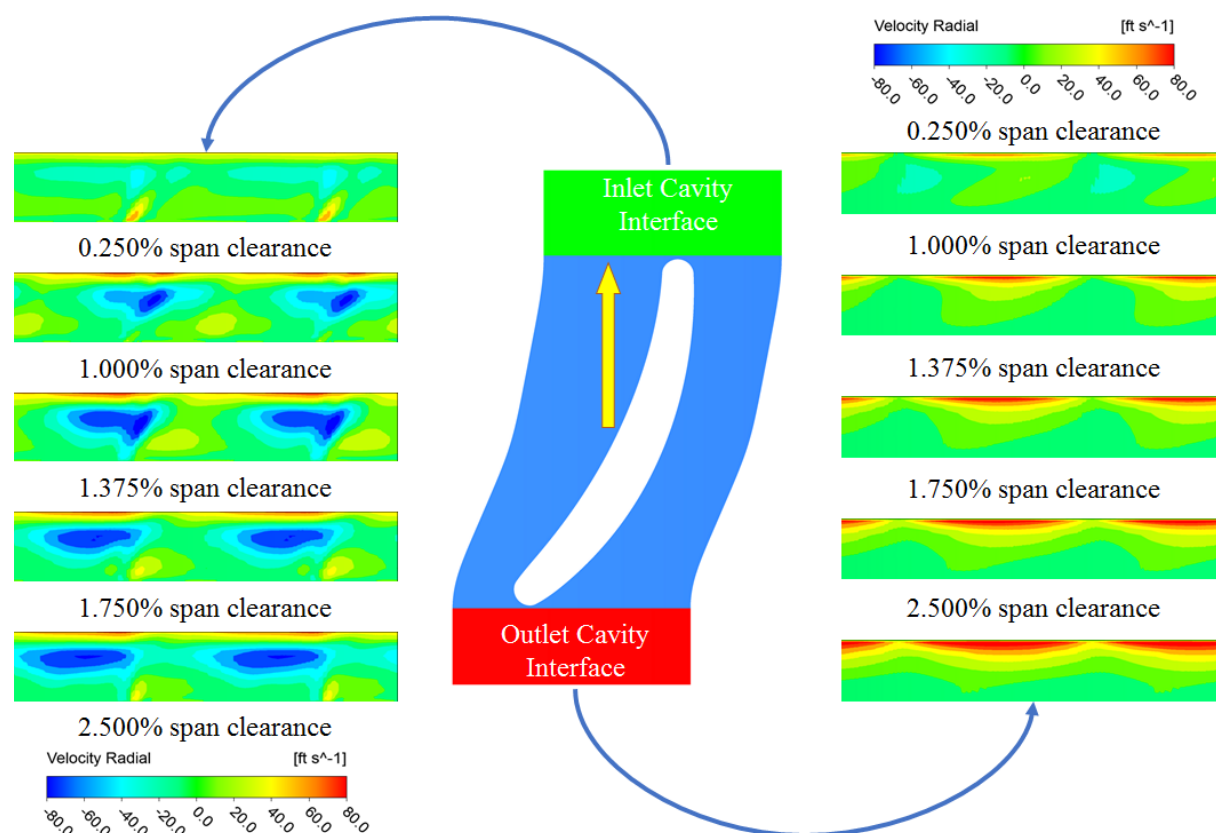 Velocity Radial [ft s^-1]
-80.0 -60.0 -40.0 -20.0 0.0 20.0 40.0 60.0 80.0
0.250% span clearance
1.000% span clearance
1.375% span clearance
1.750% span clearance
2.500% span clearance
Inlet Cavity
Interface
Outlet Cavity
Interface
0.250% span clearance
1.000% span clearance
1.375% span clearance
1.750% span clearance
2.500% span clearance
Velocity Radial [ft s^-1]
-80.0 -60.0 -40.0 -20.0 0.0 20.0 40.0 60.0 80.0